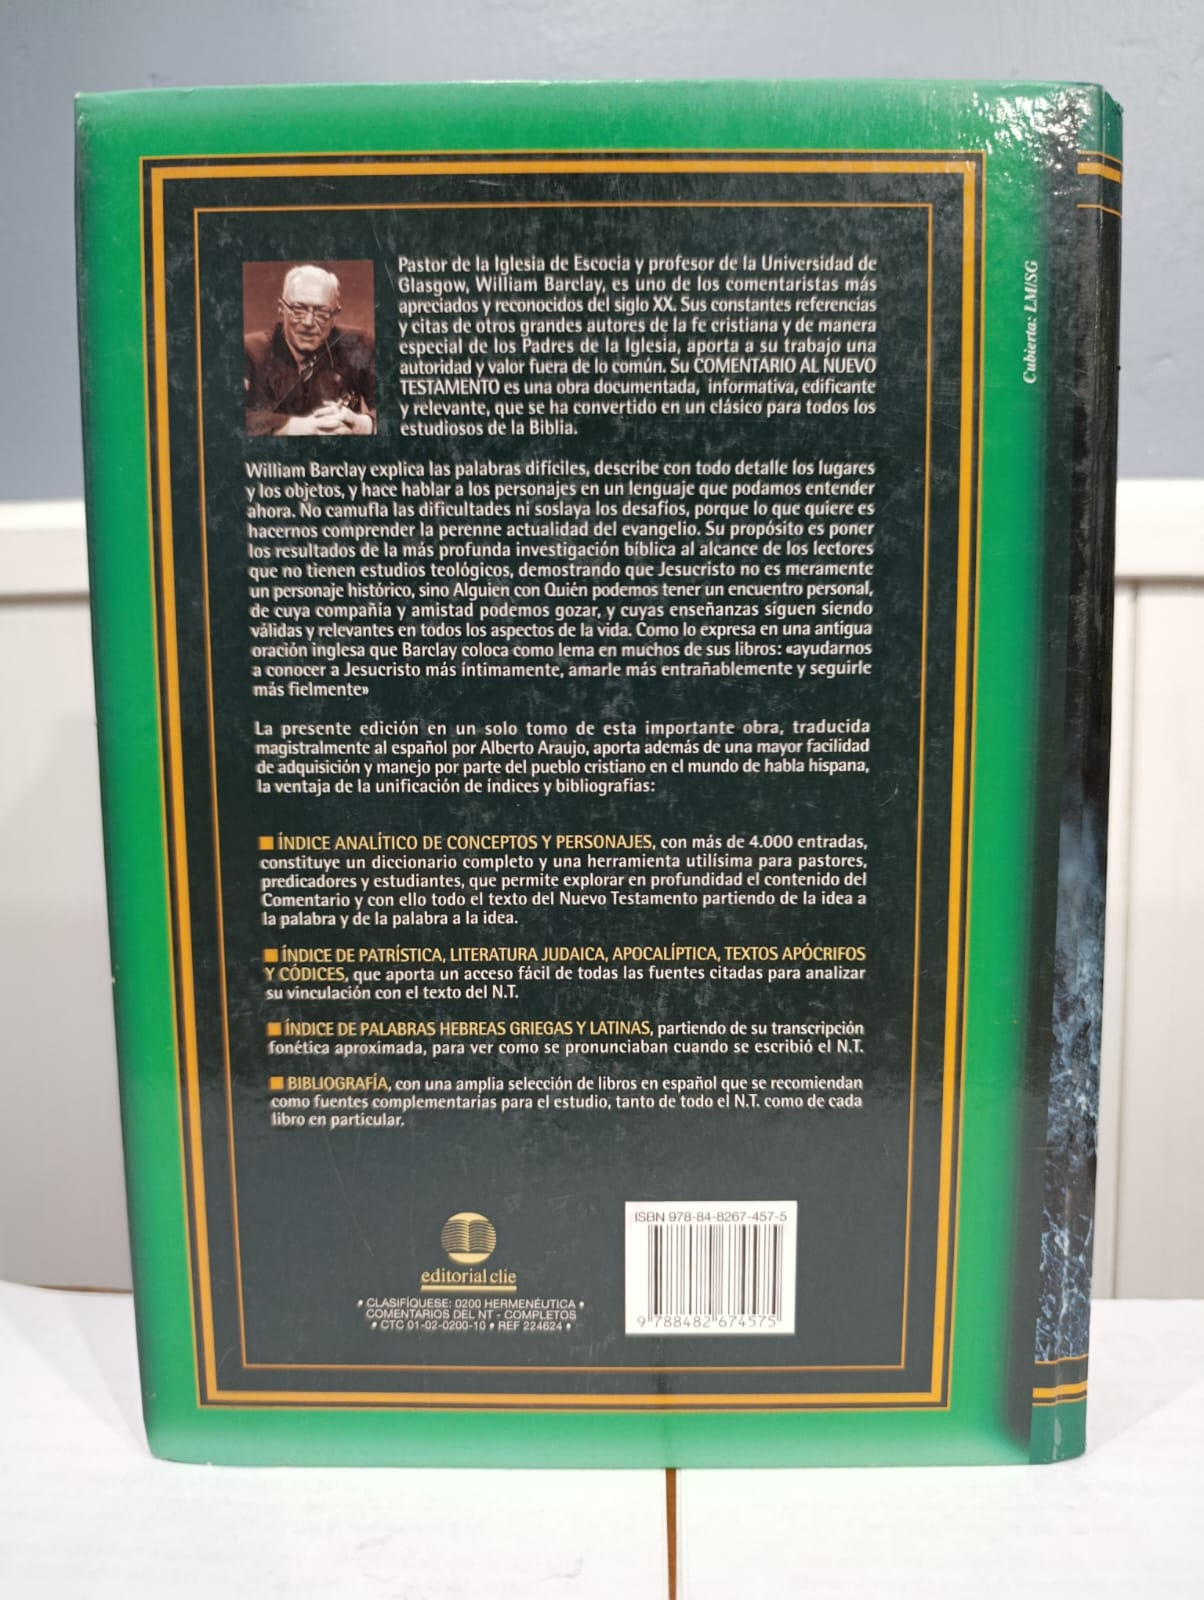 Pastor de la Iglesia de Escocia y profesor de la Universidad de
Glasgow, William Barclay, es uno de los comentaristas más
apreciados y reconocidos del siglo XX. Sus constantes referencias
y citas de otros grandes autores de la fe cristiana y de manera
especial de los Padres de la Iglesia, aporta a su trabajo una
autoridad y valor fuera de lo común. Su COMENTARIO AL NUEVO
TESTAMENTO es una obra documentada, informativa, edificante
y relevante, que se ha convertido en un clásico para todos los
estudiosos de la Biblia.
William Barclay explica las palabras difíciles, describe con todo detalle los lugares
y los objetos, y hace hablar a los personajes en un lenguaje que podamos entender
ahora. No camufla las dificultades ni soslaya los desafíos, porque lo que quiere es
hacernos comprender la perenne actualidad del evangelio. Su propósito es poner
los resultados de la más profunda investigación bíblica al alcance de los lectores
que no tienen estudios teológicos, demostrando que Jesucristo no es meramente
un personaje histórico, sino Alguien con Quién podemos tener un encuentro personal,
de cuya compañía y amistad podemos gozar, y cuyas enseñanzas siguen siendo
válidas y relevantes en todos los aspectos de la vida. Como lo expresa en una antigua
oración inglesa que Barclay coloca como lema en muchos de sus libros: «ayudarnos
a conocer a Jesucristo más íntimamente, amarle más entrañablemente y seguirle
más fielmente»
La presente edición en un solo tomo de esta importante obra, traducida
magistralmente al español por Alberto Araujo, aporta además de una mayor facilidad
de adquisición y manejo por parte del pueblo cristiano en el mundo de habla hispana,
la ventaja de la unificación de índices y bibliografías:
■ ÍNDICE ANALÍTICO DE CONCEPTOS Y PERSONAJES, con más de 4.000 entradas,
constituye un diccionario completo y una herramienta utilísima para pastores,
predicadores y estudiantes, que permite explorar en profundidad el contenido del
Comentario y con ello todo el texto del Nuevo Testamento partiendo de la idea a
la palabra y de la palabra a la idea.
■ ÍNDICE DE PATRÍSTICA, LITERATURA JUDAICA, APOCALÍPTICA, TEXTOS APÓCRIFOS
Y CÓDICES, que aporta un acceso fácil de todas las fuentes citadas para analizar
su vinculación con el texto del N.T.
■ ÍNDICE DE PALABRAS HEBREAS GRIEGAS Y LATINAS, partiendo de su transcripción
fonética aproximada, para ver como se pronunciaban cuando se escribió el N.T.
■ BIBLIOGRAFÍA, con una amplia selección de libros en español que se recomiendan
como fuentes complementarias para el estudio, tanto de todo el N.T. como de cada
libro en particular.
editorial clie
• CLASIFÍQUESE: 0200 HERMENÉUTICA •
COMENTARIOS DEL NT - COMPLETOS
• CTC 01-02-0200-10 • REF 224624 •
ISBN 978-84-8267-457-5
9 788482 674575
Cubierta: LM/SG